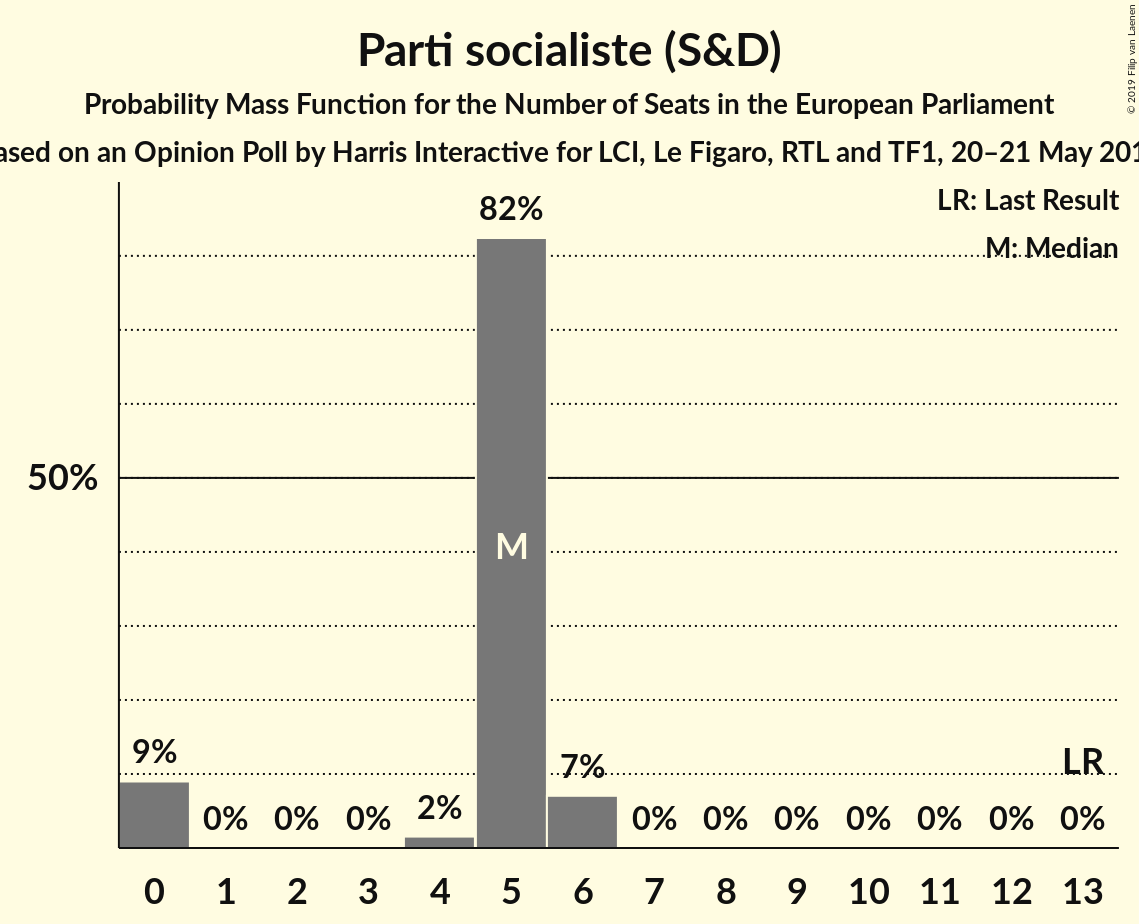 Parti socialiste (S&D)
Probability Mass Function for the Number of Seats in the European Parliament
ased on an Opinion Poll by Harris Interactive for LCI, Le Figaro, RTL and TF1, 20–21 May 201
© 2019 Filip van Laenen
LR: Last Result
M: Median
82%
50%
M
9%
0%
0%
0%
2%
7%
0%
0%
0%
0%
0%
0%
LR
0%
0 1 2 3 4 5 6 7 8 9 10 11 12 13